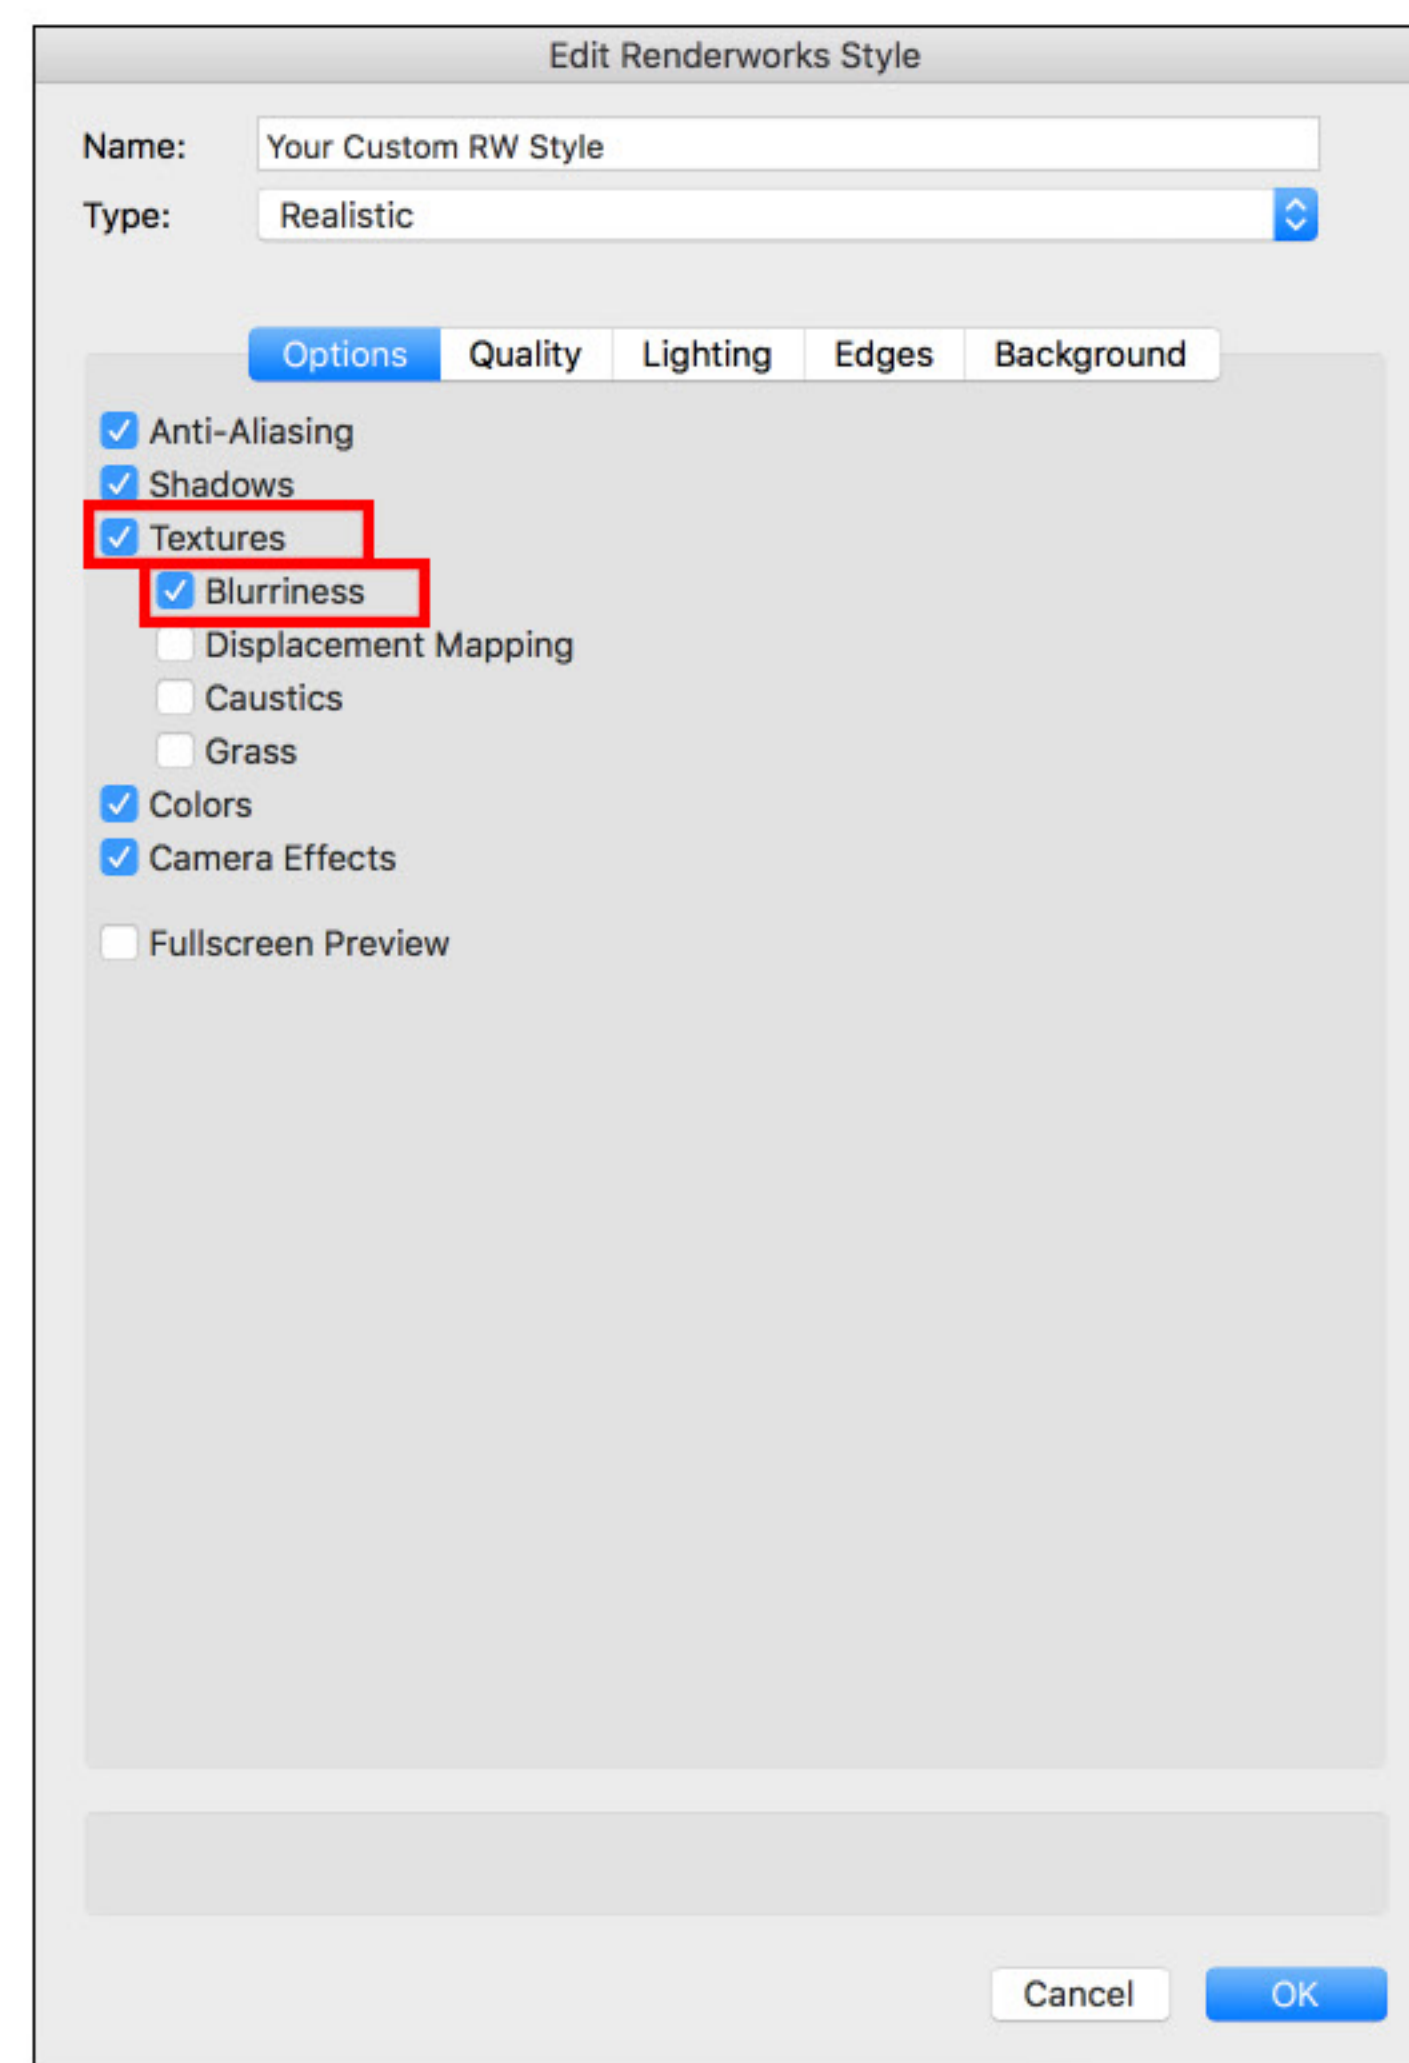 Edit Renderworks Style
Name: Your Custom RW Style
Type: Realistic
Options Quality Lighting Edges Background
Anti-Aliasing
Shadows
Textures
Blurriness
Displacement Mapping
Caustics
Grass
Colors
Camera Effects
Fullscreen Preview
Cancel OK